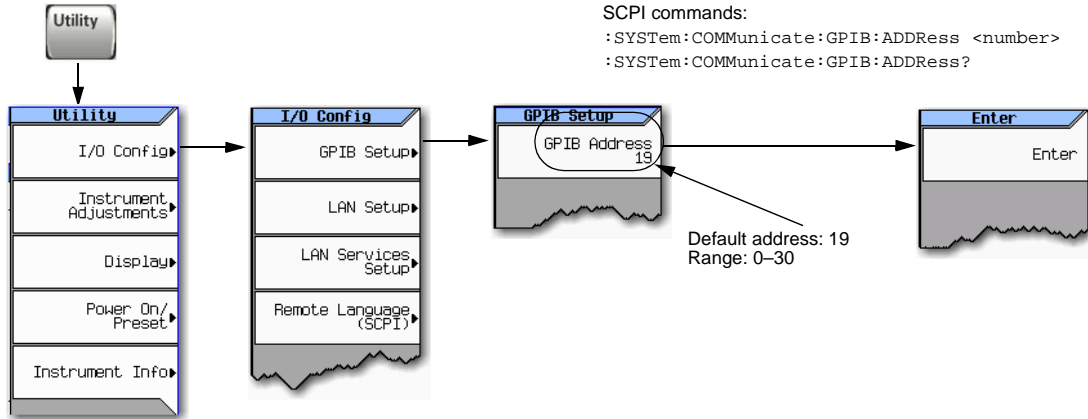 Utility
SCPI commands:
:SYSTem:COMMunicate:GPIB:ADDRess <number>
:SYSTem:COMMunicate:GPIB:ADDRess?
Utility
I/O Config
Instrument
Adjustments
Display
Power On/
Preset
Instrument Info
I/O Config
GPIB Setup
LAN Setup
LAN Services
Setup
Remote Language
(SCPI)
GPIB Setup
GPIB Address
19
Default address: 19
Range: 0–30
Enter
Enter